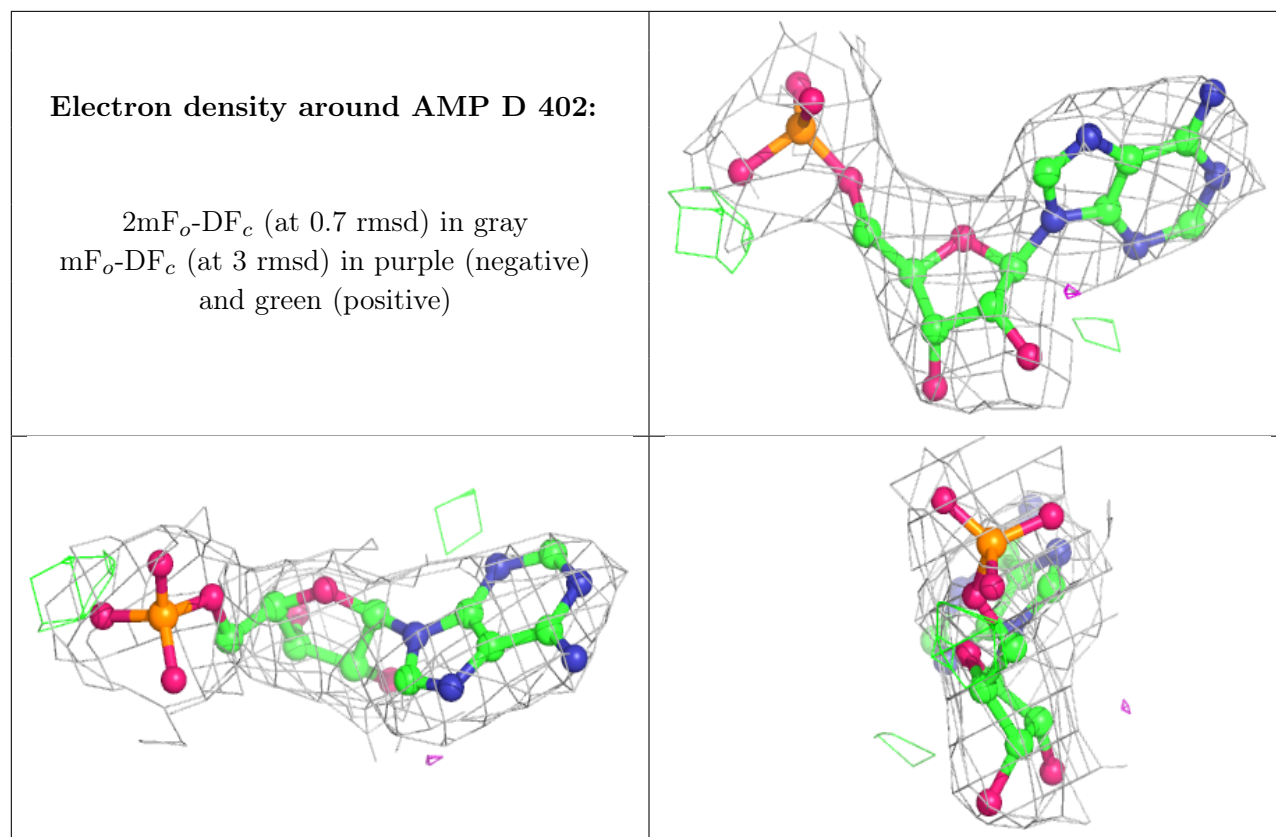 Electron density around AMP D 402:
2mFo-DFc (at 0.7 rmsd) in gray
mFo-DFc (at 3 rmsd) in purple (negative)
and green (positive)